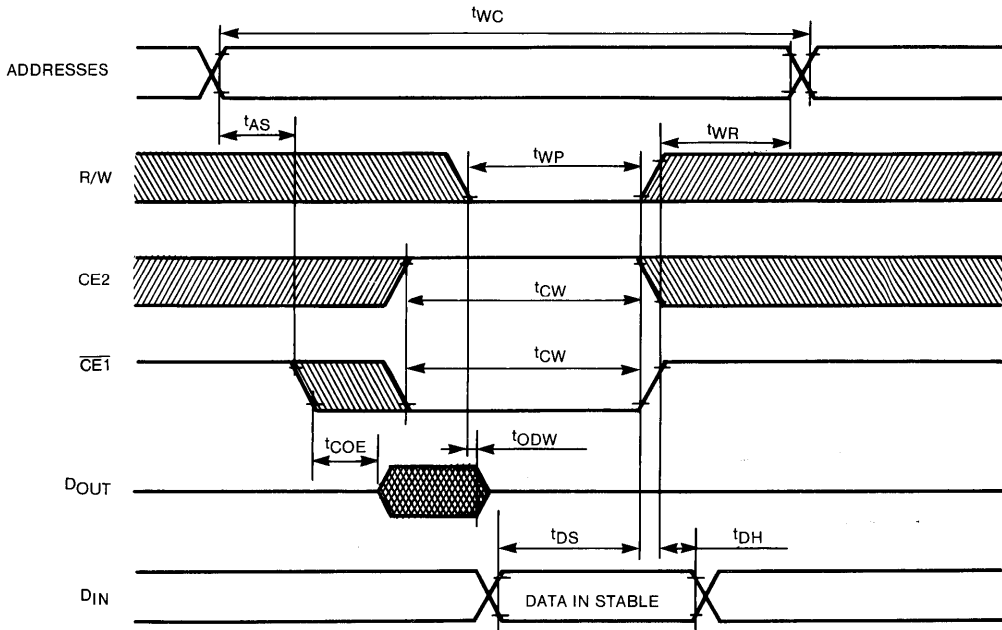 tWC
ADDRESSES
tAS
tWR
tWP
R/W
CE2
tCW
CE1
tCW
tCOE
tODW
DOUT
tDS
tDH
DIN
DATA IN STABLE